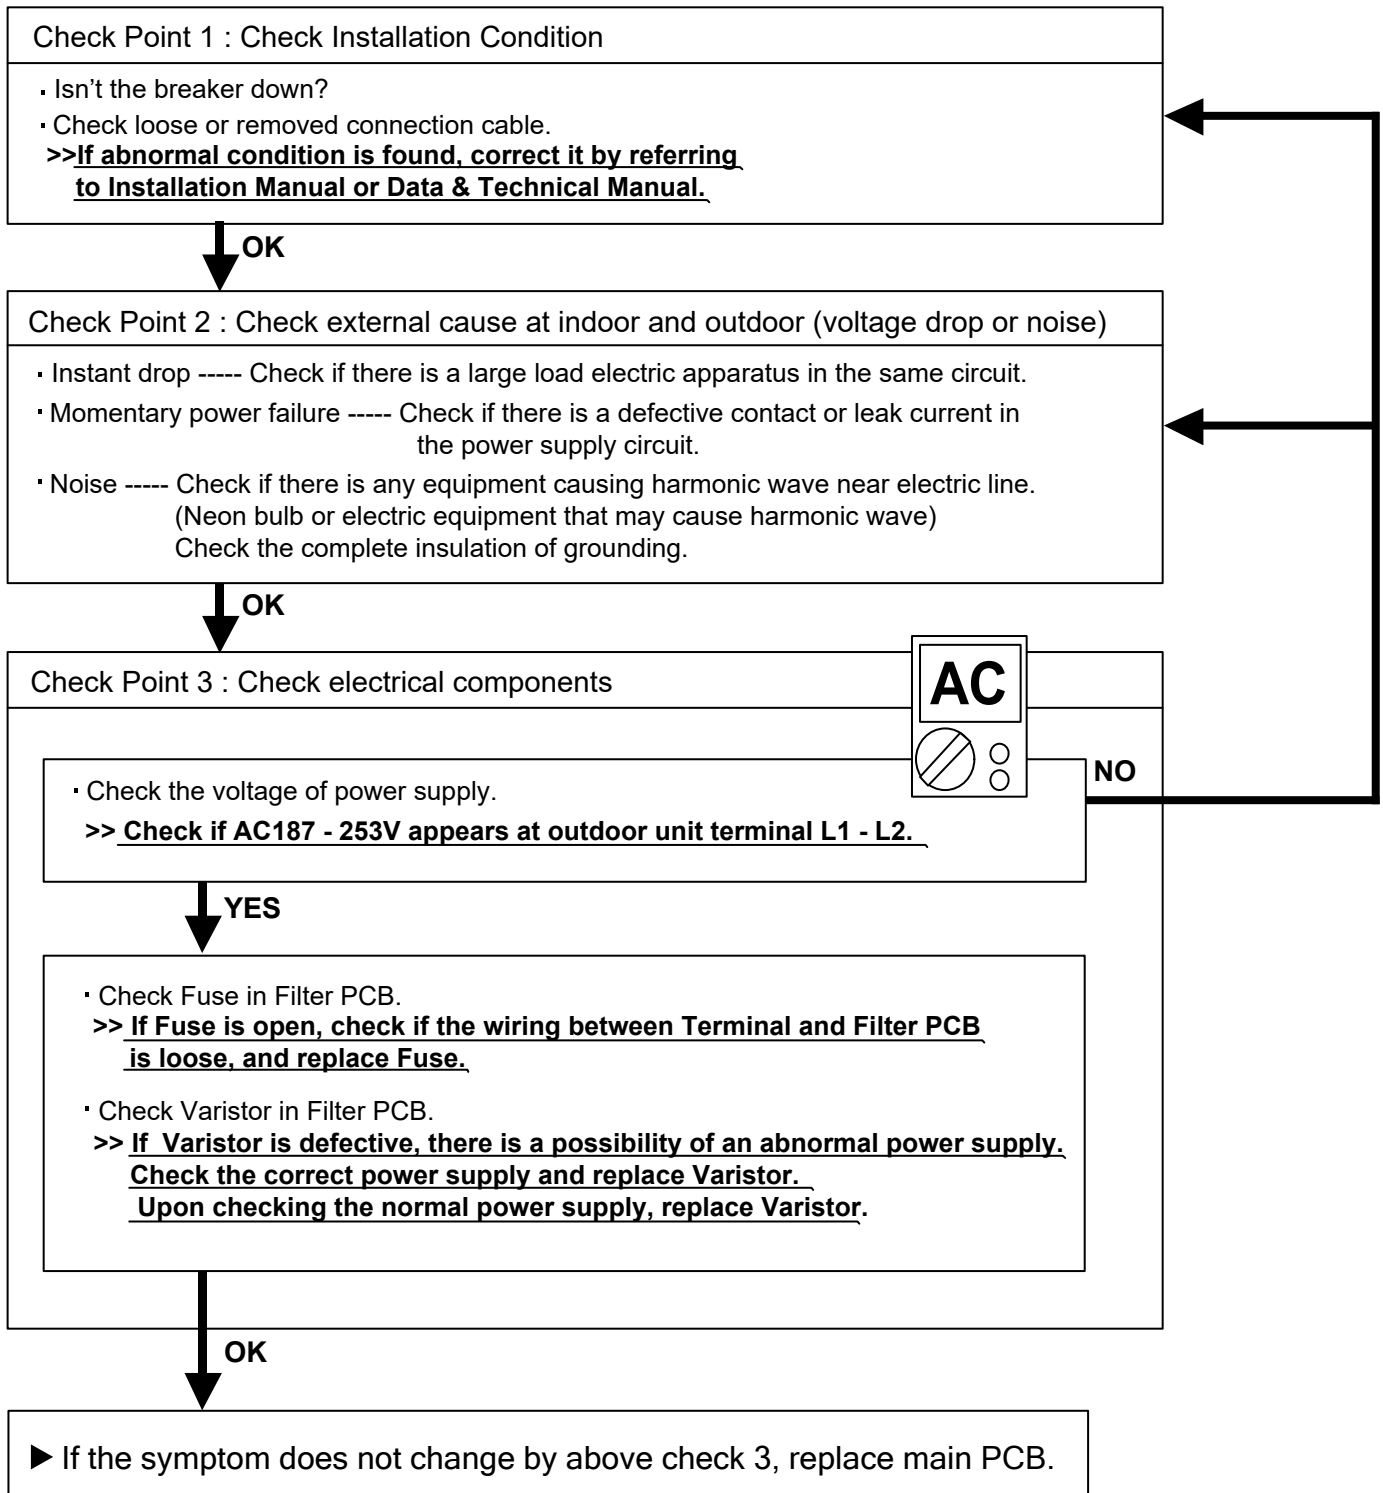 Check Point 1 : Check Installation Condition
· Isn't the breaker down?
· Check loose or removed connection cable.
>>If abnormal condition is found, correct it by referring
to Installation Manual or Data & Technical Manual.
OK
Check Point 2 : Check external cause at indoor and outdoor (voltage drop or noise)
· Instant drop ----- Check if there is a large load electric apparatus in the same circuit.
· Momentary power failure ----- Check if there is a defective contact or leak current in
the power supply circuit.
· Noise ----- Check if there is any equipment causing harmonic wave near electric line.
(Neon bulb or electric equipment that may cause harmonic wave)
Check the complete insulation of grounding.
OK
Check Point 3 : Check electrical components
AC
NO
· Check the voltage of power supply.
>> Check if AC187 - 253V appears at outdoor unit terminal L1 - L2.
YES
· Check Fuse in Filter PCB.
>> If Fuse is open, check if the wiring between Terminal and Filter PCB
is loose, and replace Fuse.
· Check Varistor in Filter PCB.
>> If Varistor is defective, there is a possibility of an abnormal power supply.
Check the correct power supply and replace Varistor.
Upon checking the normal power supply, replace Varistor.
OK
▶ If the symptom does not change by above check 3, replace main PCB.